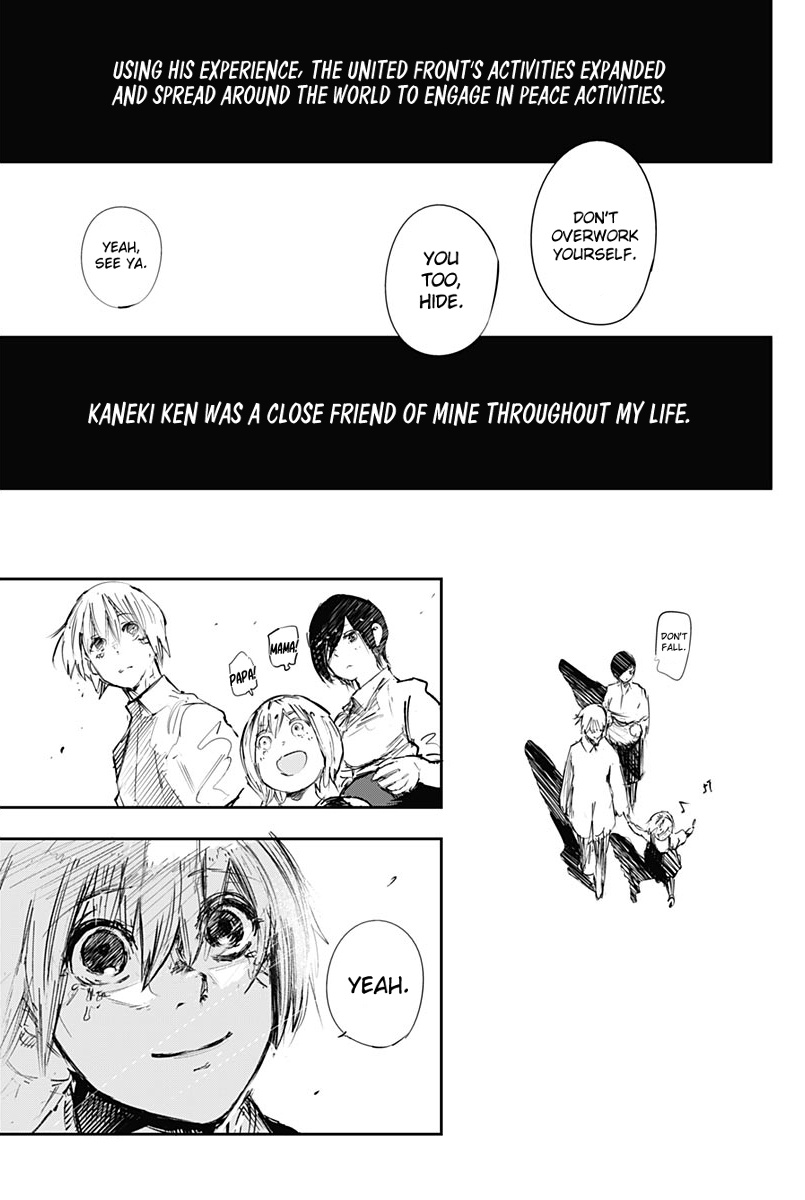 USING HIS EXPERIENCE, THE UNITED FRONT'S ACTIVITIES EXPANDED
AND SPREAD AROUND THE WORLD TO ENGAGE IN PEACE ACTIVITIES.
DON'T
OVERWORK
YOURSELF.
YOU
TOO,
HIDE.
YEAH,
SEE YA.
KANEKI KEN WAS A CLOSE FRIEND OF MINE THROUGHOUT MY LIFE.
DON'T
FALL.
MAMA!
PAPA!
YEAH.